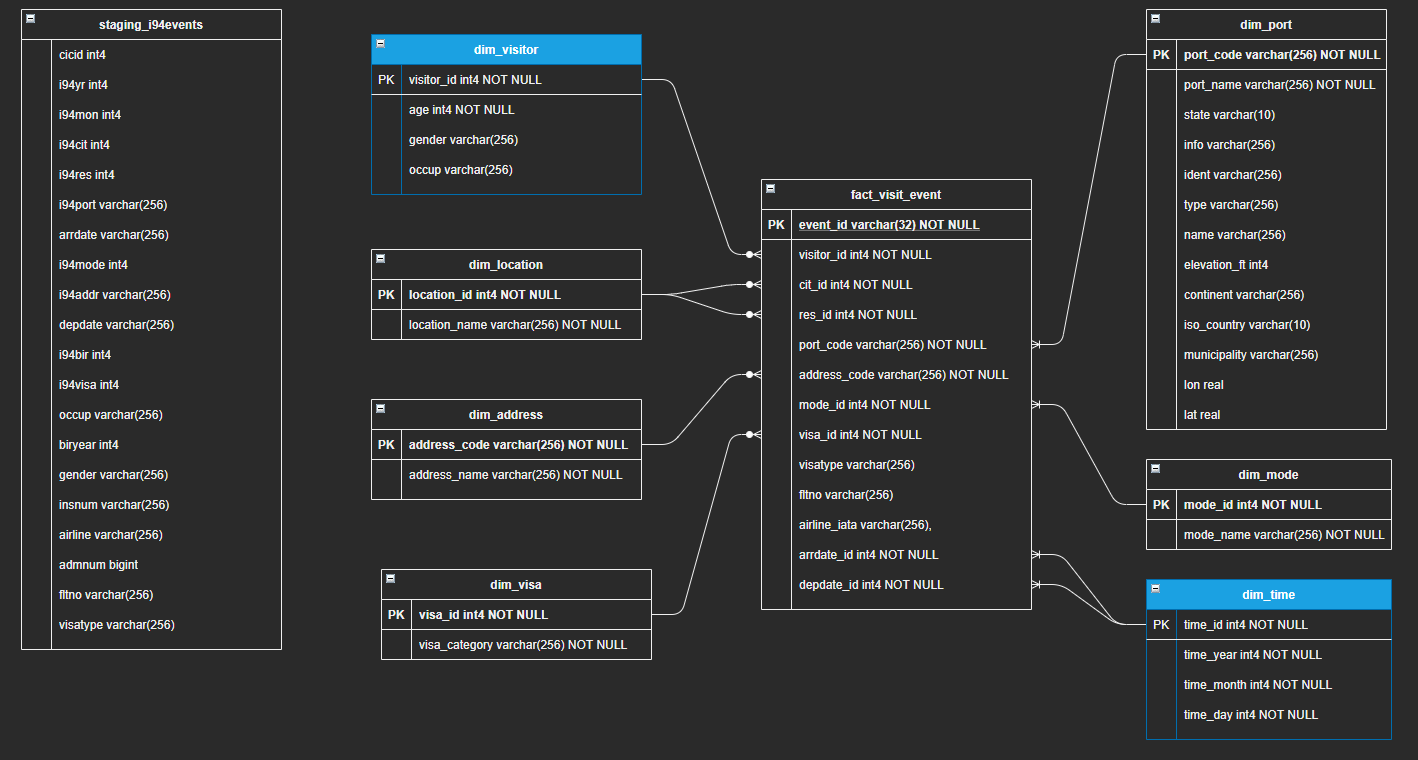 staging_i94events
cicid int4
i94yr int4
i94mon int4
i94cit int4
i94res int4
i94port varchar(256)
arrdate varchar(256)
i94mode int4
i94addr varchar(256)
depdate varchar(256)
i94bir int4
i94visa int4
occup varchar(256)
biryear int4
gender varchar(256)
insnum varchar(256)
airline varchar(256)
admnum bigint
fltno varchar(256)
visatype varchar(256)
dim_visitor
PK visitor_id int4 NOT NULL
age int4 NOT NULL
gender varchar(256)
occup varchar(256)
dim_location
PK location_id int4 NOT NULL
location_name varchar(256) NOT NULL
dim_address
PK address_code varchar(256) NOT NULL
address_name varchar(256) NOT NULL
dim_visa
PK visa_id int4 NOT NULL
visa_category varchar(256) NOT NULL
fact_visit_event
PK event_id varchar(32) NOT NULL
visitor_id int4 NOT NULL
cit_id int4 NOT NULL
res_id int4 NOT NULL
port_code varchar(256) NOT NULL
address_code varchar(256) NOT NULL
mode_id int4 NOT NULL
visa_id int4 NOT NULL
visatype varchar(256)
fltno varchar(256)
airline_iata varchar(256),
arrdate_id int4 NOT NULL
depdate_id int4 NOT NULL
dim_port
PK port_code varchar(256) NOT NULL
port_name varchar(256) NOT NULL
state varchar(10)
info varchar(256)
ident varchar(256)
type varchar(256)
name varchar(256)
elevation_ft int4
continent varchar(256)
iso_country varchar(10)
municipality varchar(256)
lon real
lat real
dim_mode
PK mode_id int4 NOT NULL
mode_name varchar(256) NOT NULL
dim_time
PK time_id int4 NOT NULL
time_year int4 NOT NULL
time_month int4 NOT NULL
time_day int4 NOT NULL